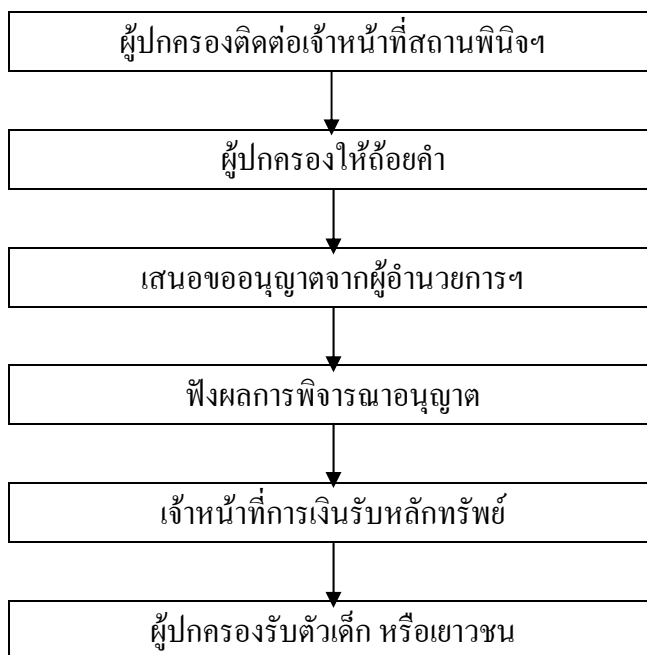 ผู้ปกครองติดต่อเจ้าหน้าที่สถานพินิจฯ
ผู้ปกครองให้ถ้อยคำ
เสนอขออนุญาตจากผู้อำนวยการฯ
ฟังผลการพิจารณาอนุญาต
เจ้าหน้าที่การเงินรับหลักทรัพย์
ผู้ปกครองรับตัวเด็ก หรือเยาวชน